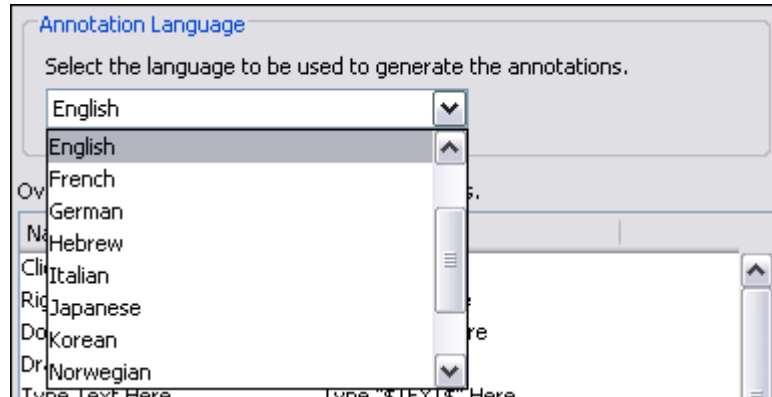 Annotation Language
Select the language to be used to generate the annotations.
English
English
French
German
Hebrew
Italian
Japanese
Korean
Norwegian
Type Text Here Type "$TEXT$" Here